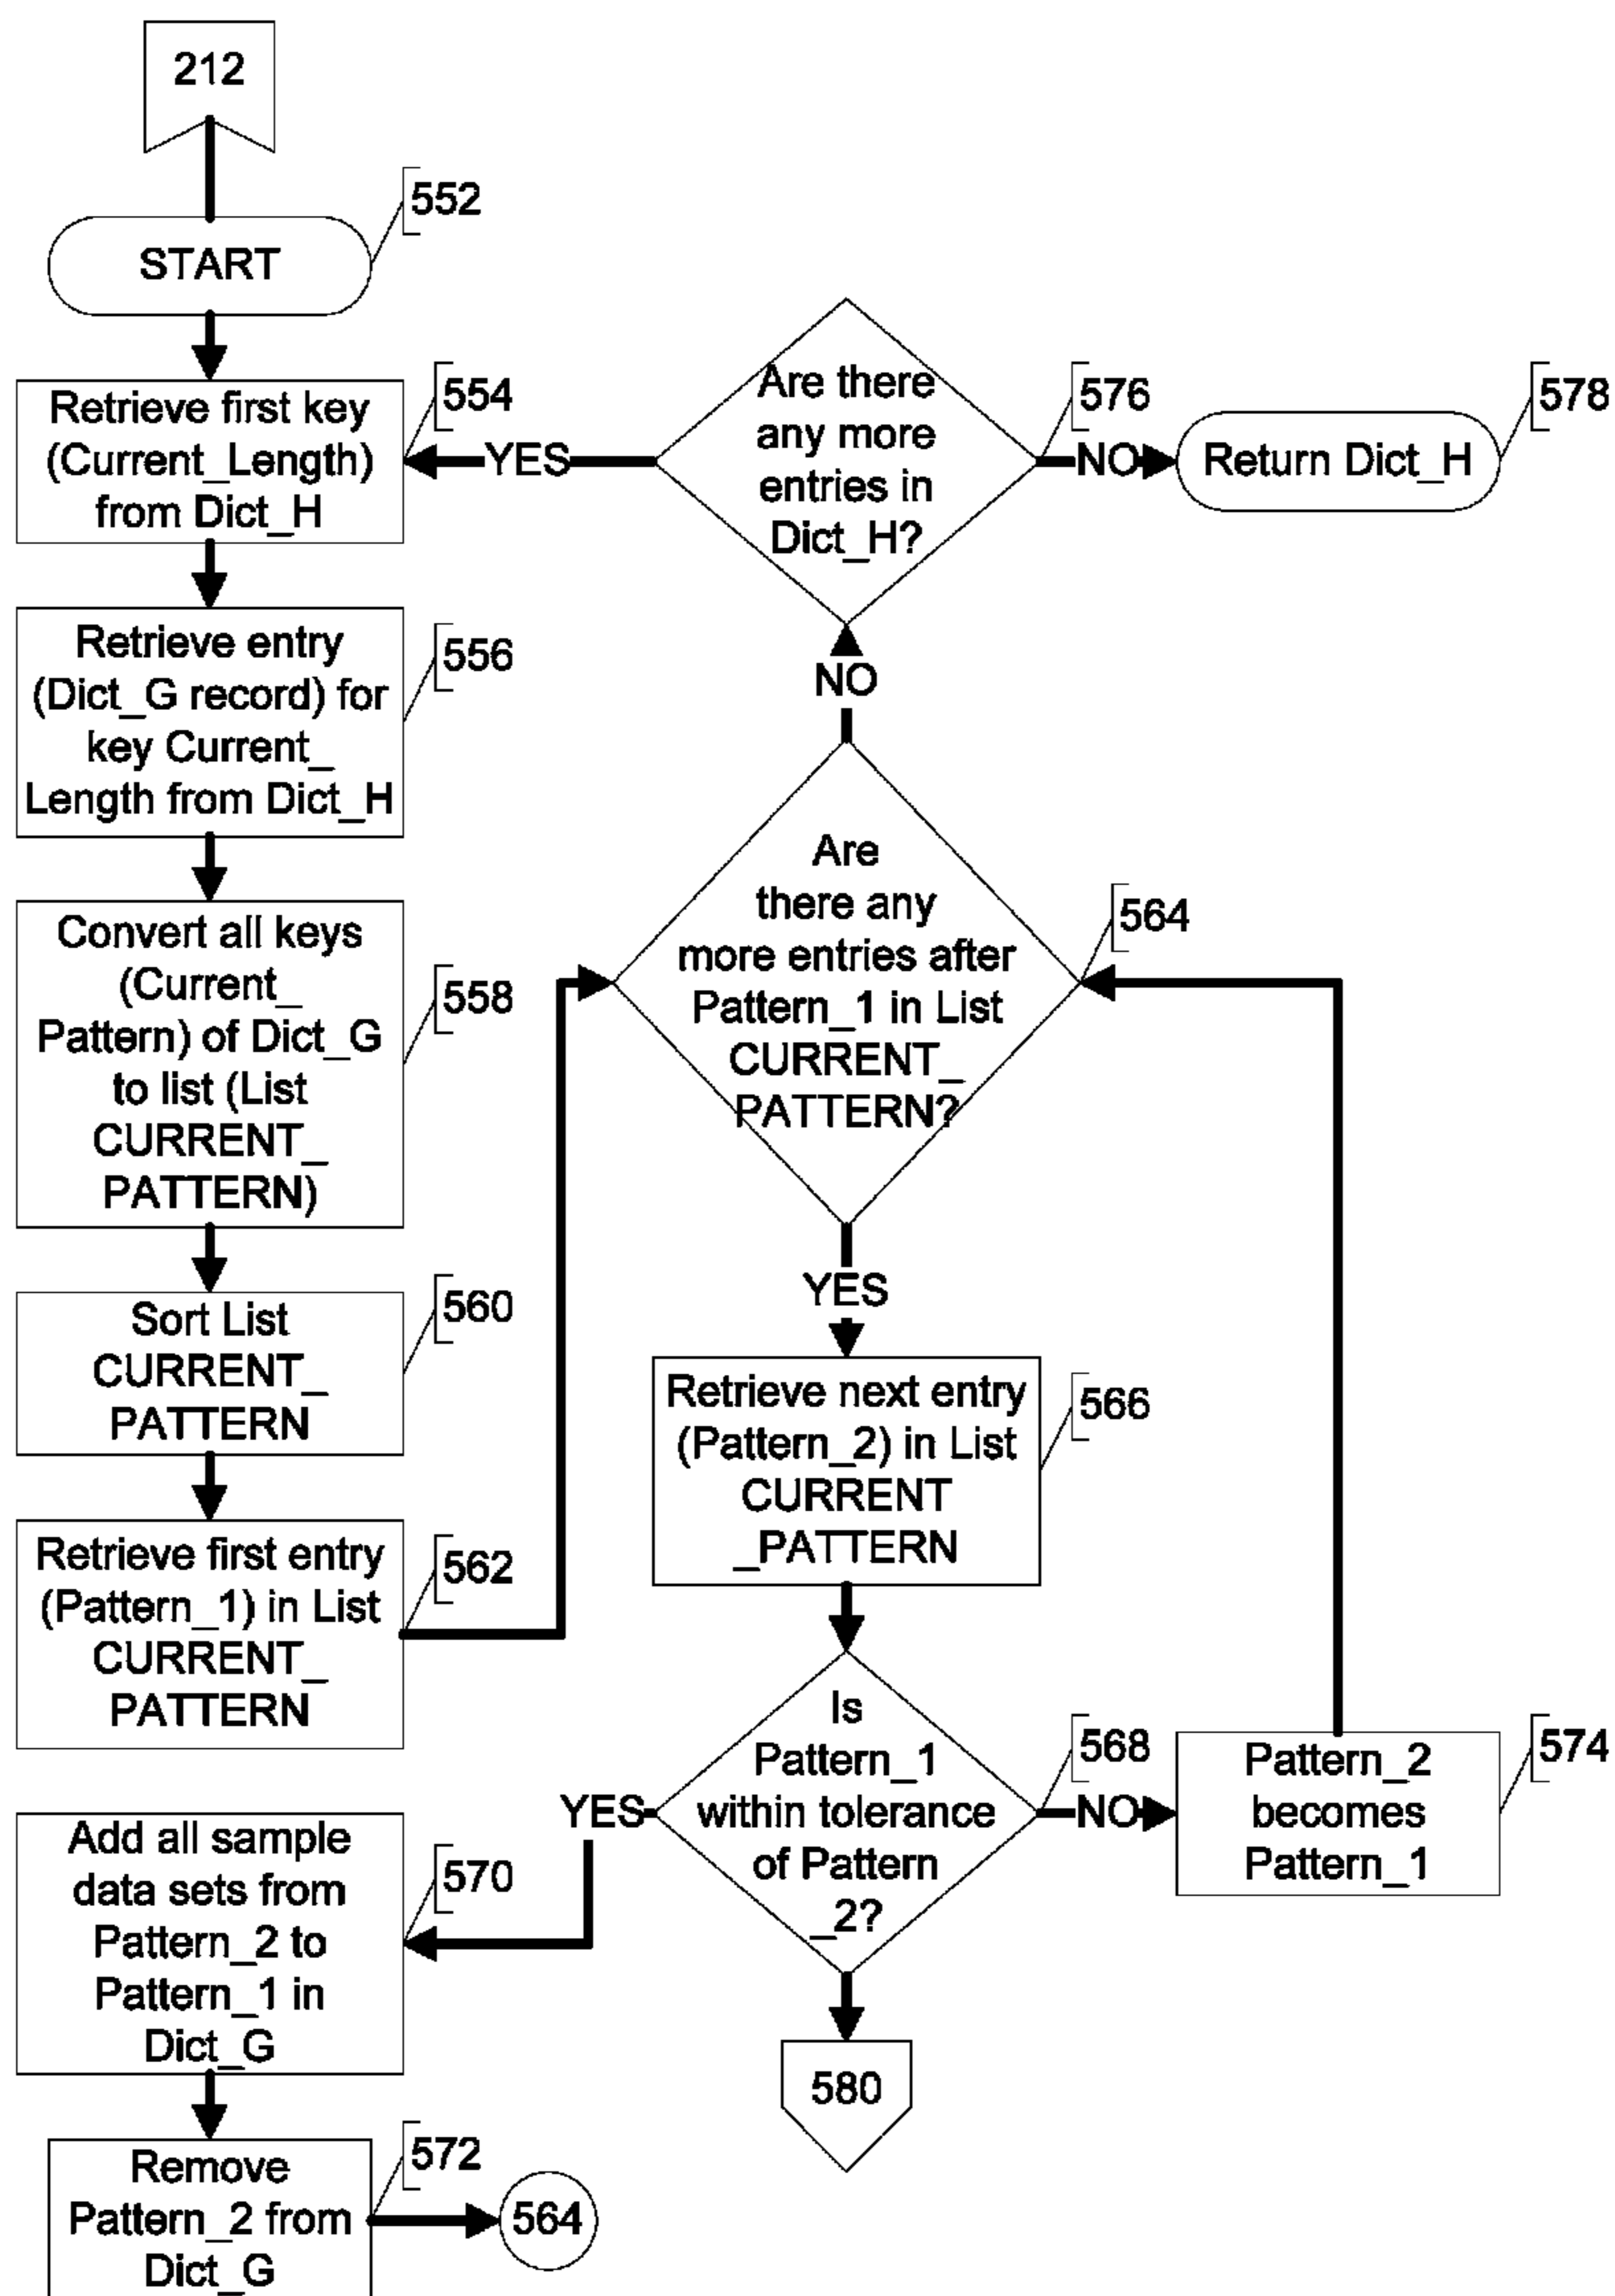 212
552
START
554
Retrieve first key
(Current_Length)
from Dict_H
YES
Are there
any more
entries in
Dict_H?
576
NO
578
Return Dict_H
556
Retrieve entry
(Dict_G record) for
key Current_
Length from Dict_H
NO
558
Convert all keys
(Current_
Pattern) of Dict_G
to list (List
CURRENT_
PATTERN)
564
Are
there any
more entries after
Pattern_1 in List
CURRENT_
PATTERN?
YES
560
Sort List
CURRENT_
PATTERN
566
Retrieve next entry
(Pattern_2) in List
CURRENT
_PATTERN
562
Retrieve first entry
(Pattern_1) in List
CURRENT_
PATTERN
568
Is
Pattern_1
within tolerance
of Pattern
_2?
YES
NO
574
Pattern_2
becomes
Pattern_1
570
Add all sample
data sets from
Pattern_2 to
Pattern_1 in
Dict_G
580
572
Remove
Pattern_2 from
Dict_G
564